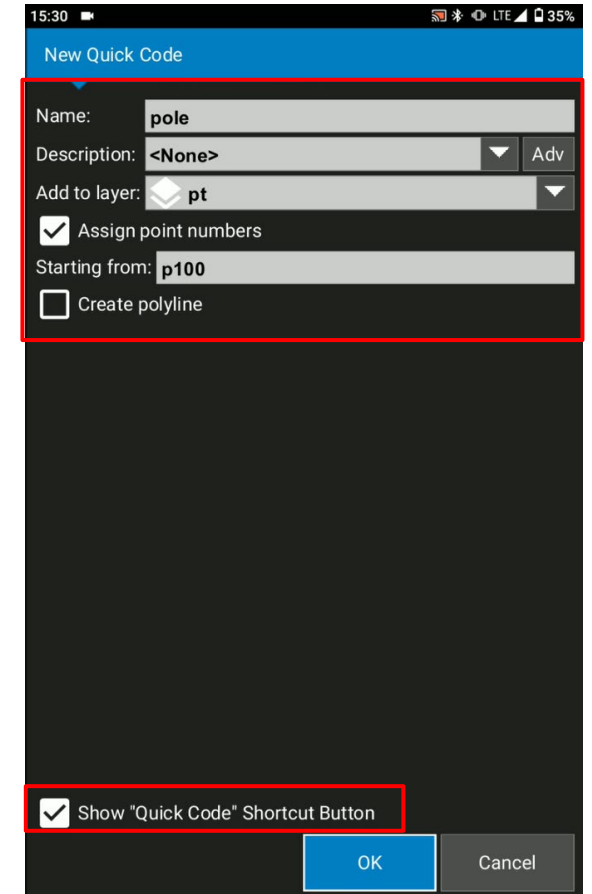 15:30 LTE 35%
New Quick Code
Name: pole
Description: <None> Adv
Add to layer: pt
Assign point numbers
Starting from: p100
Create polyline
Show "Quick Code" Shortcut Button
OK Cancel